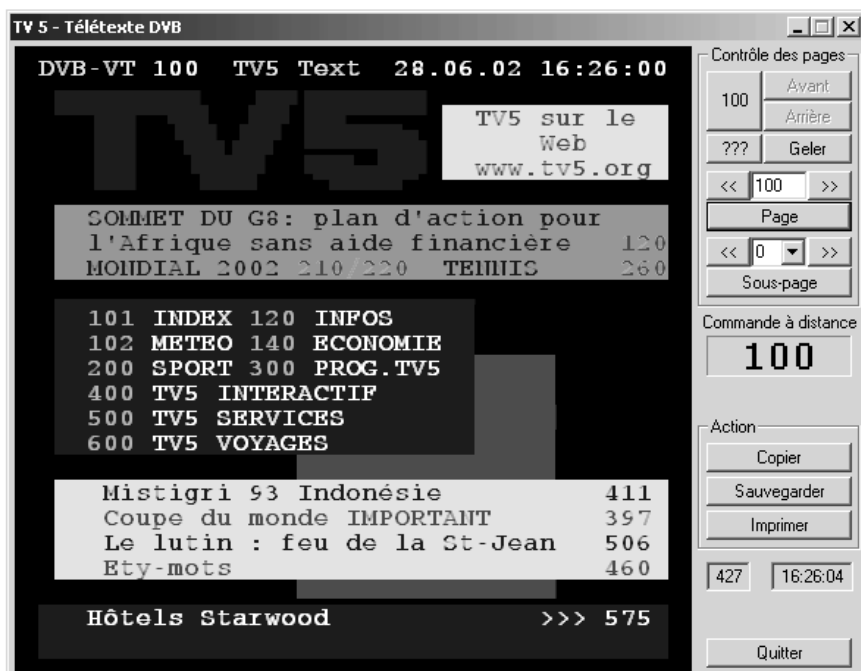 TV 5 - Télétexte DVB
DVB-VT 100 TV5 Text 28.06.02 16:26:00
TV5
TV5 sur le
Web
www.tv5.org
SOMMET DU G8: plan d'action pour
l'Afrique sans aide financière 120
MONDIAL 2002 210/220 TENNIS 260
101 INDEX 120 INFOS
102 METEO 140 ECONOMIE
200 SPORT 300 PROG.TV5
400 TV5 INTERACTIF
500 TV5 SERVICES
600 TV5 VOYAGES
Mistigri 93 Indonésie 411
Coupe du monde IMPORTANT 397
Le lutin : feu de la St-Jean 506
Ety-mots 460
Hôtels Starwood >>> 575
Contrôle des pages
100 Avant
Arrière
??? Geler
<< 100 >>
Page
<< 0 >>
Sous-page
Commande à distance
100
Action
Copier
Sauvegarder
Imprimer
427 16:26:04
Quitter